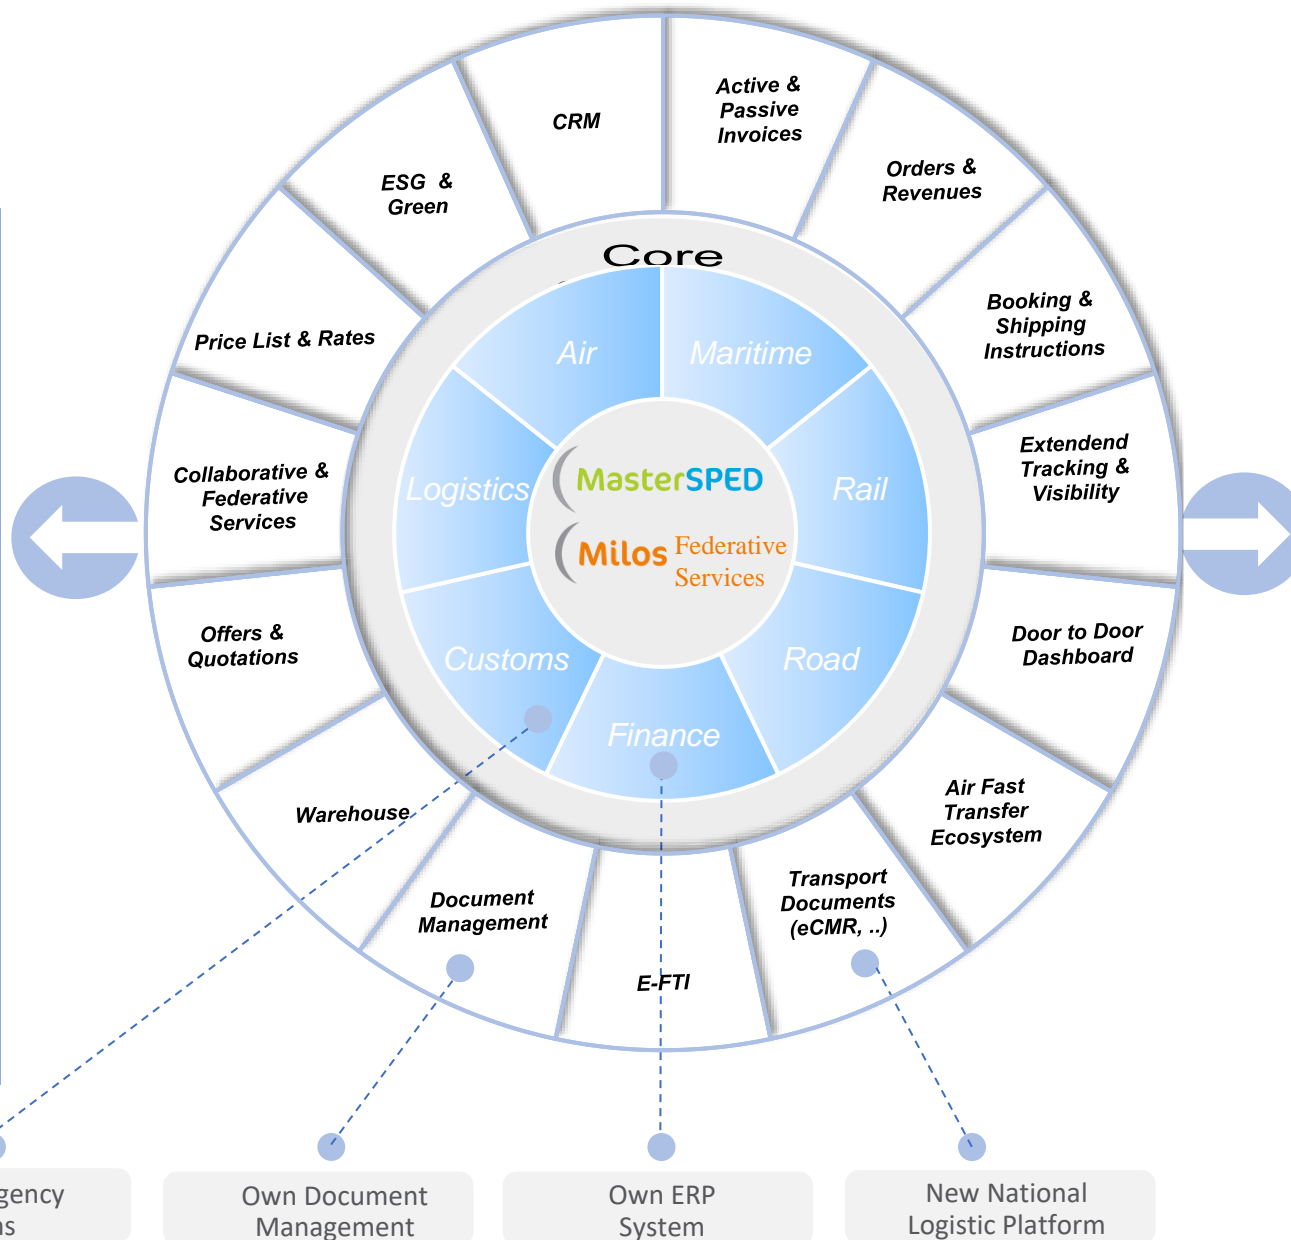 CRM
Active &
Passive
Invoices
Orders &
Revenues
ESG &
Green
Booking &
Shipping
Instructions
Price List & Rates
Extendend
Tracking &
Visibility
Collaborative &
Federative
Services
Door to Door
Dashboard
Offers &
Quotations
Air Fast
Transfer
Ecosystem
Warehouse
Transport
Documents
(eCMR, ..)
Document
Management
E-FTI
Core
Air
Maritime
Logistics
Rail
Customs
Road
Finance
MasterSPED
Milos Federative
Services
Own Document
Management
Own ERP
System
New National
Logistic Platform